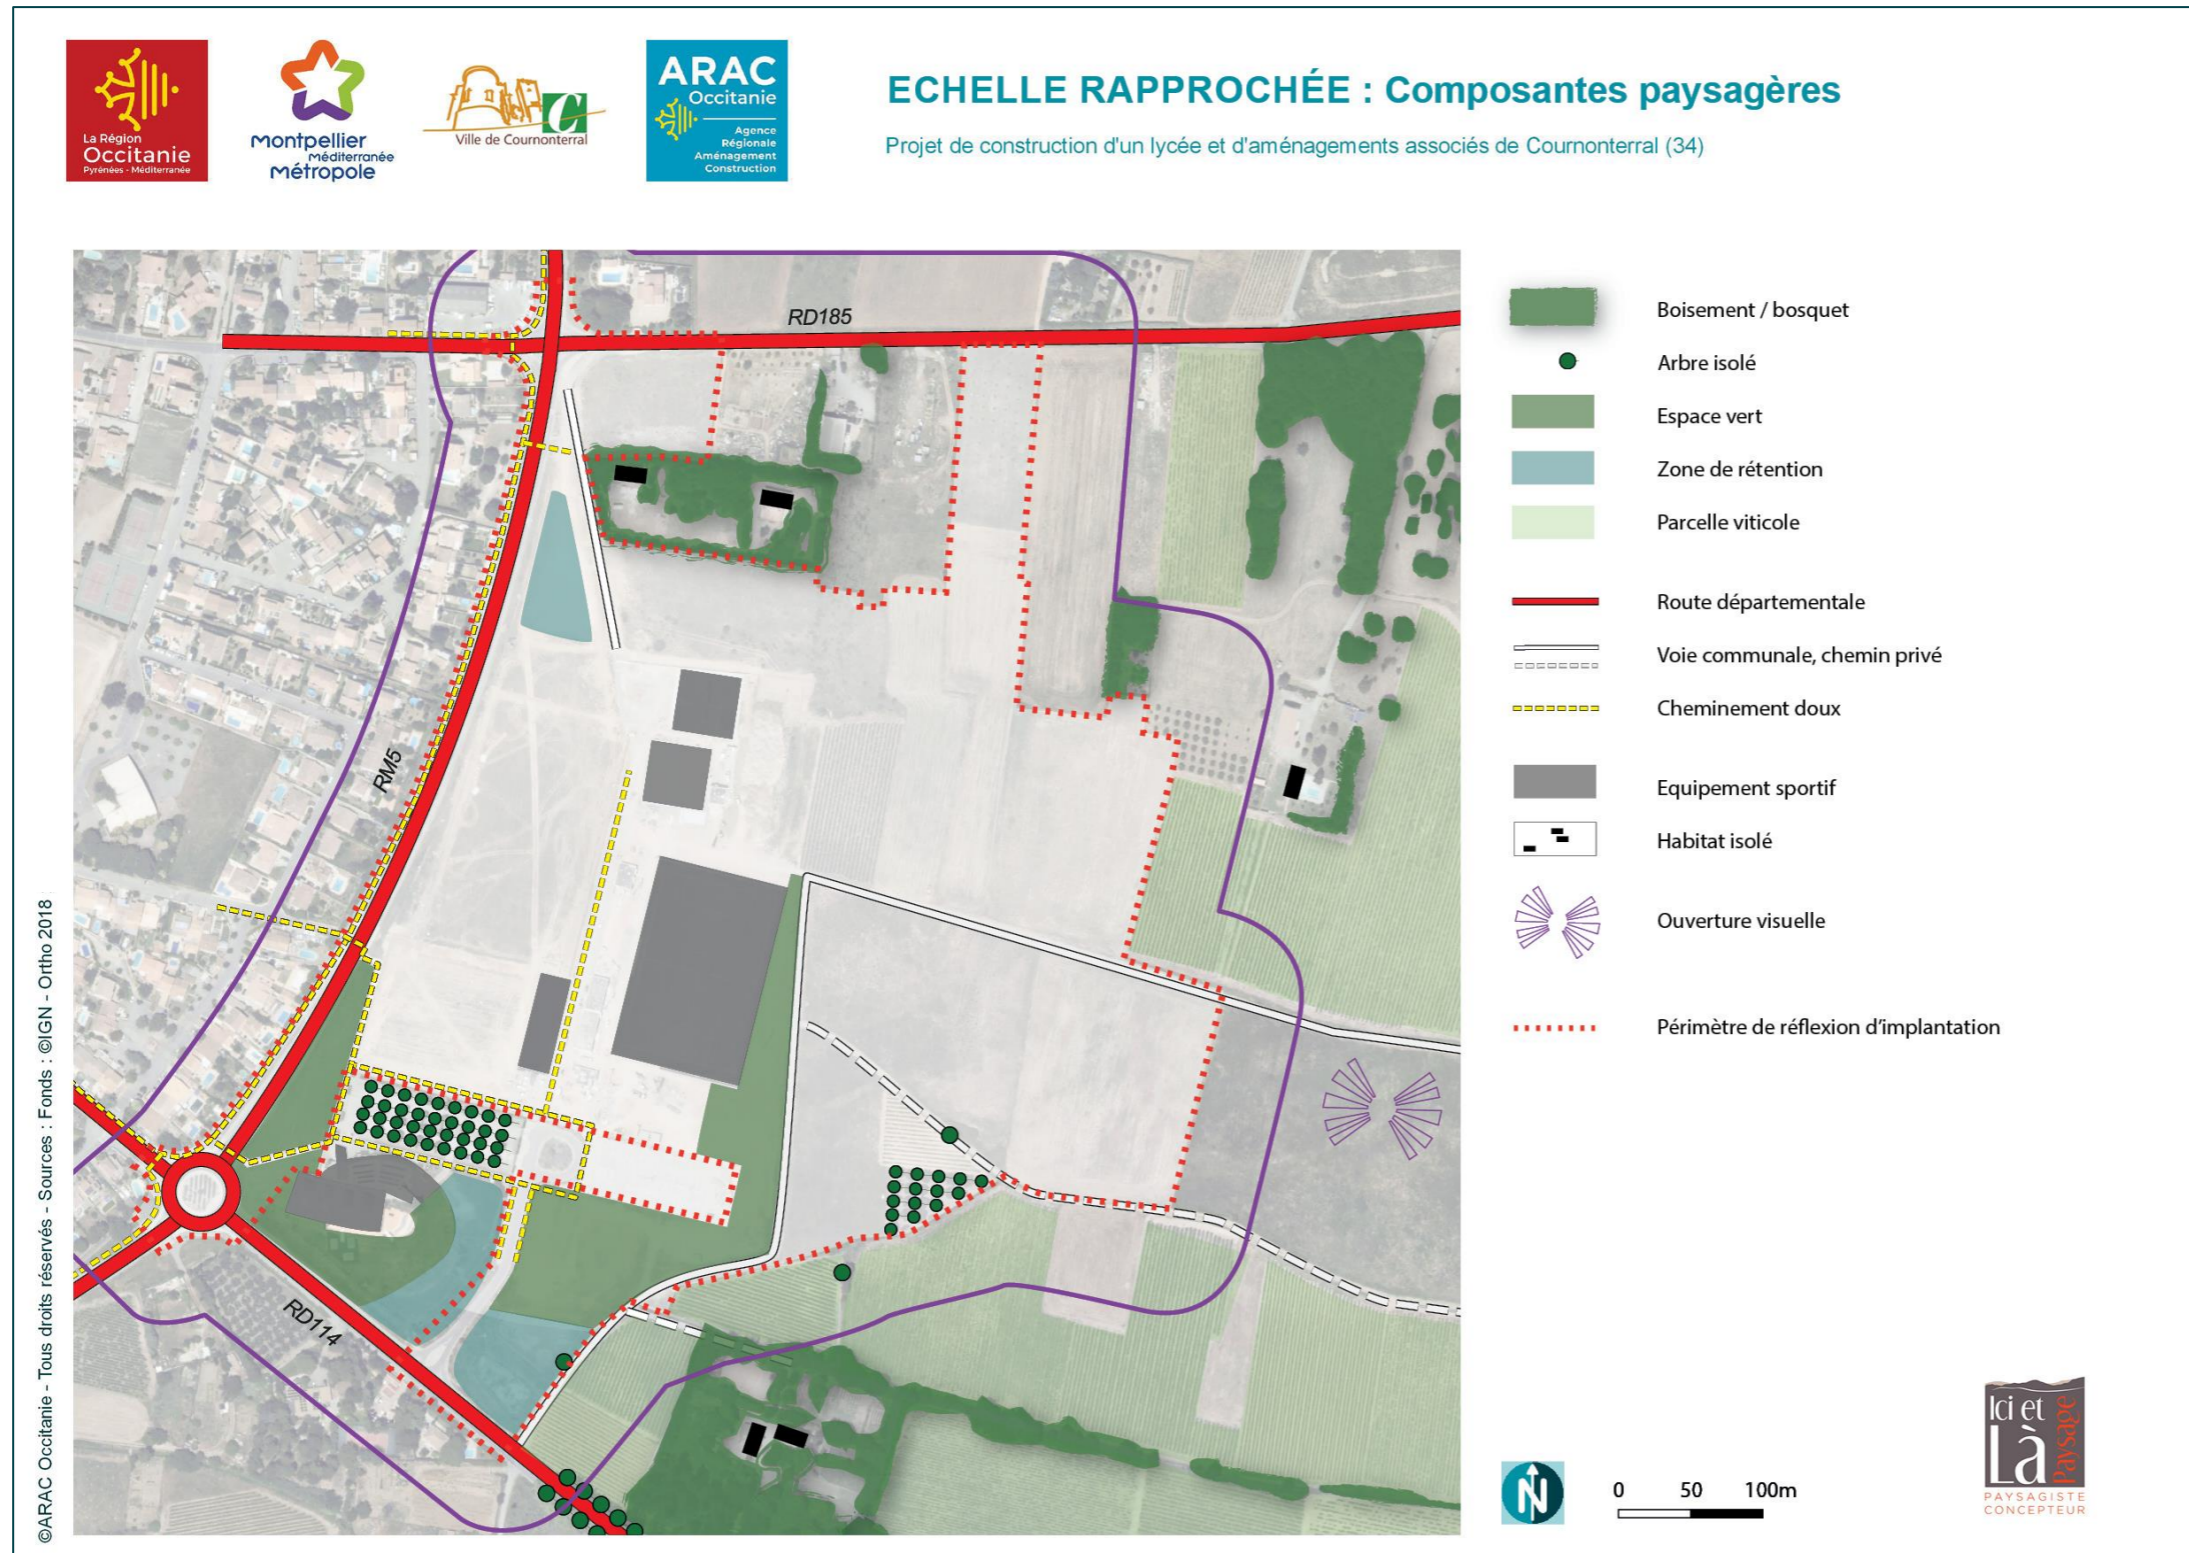 La Région
Occitanie
Pyrénées - Méditerranée
montpellier
méditerranée
métropole
Ville de Cournonterral
C
ARAC
Occitanie
Agence
Régionale
Aménagement
Construction
ECHELLE RAPPROCHÉE : Composantes paysagères
Projet de construction d'un lycée et d'aménagements associés de Cournonterral (34)
RD185
RM5
RD114
Boisement / bosquet
Arbre isolé
Espace vert
Zone de rétention
Parcelle viticole
Route départementale
Voie communale, chemin privé
Cheminement doux
Equipement sportif
Habitat isolé
Ouverture visuelle
Périmètre de réflexion d'implantation
N
0 50 100m
Ici et
Là
Paysage
PAYSAGISTE
CONCEPTEUR
©ARAC Occitanie - Tous droits réservés - Sources : Fonds : ©IGN - Ortho 2018